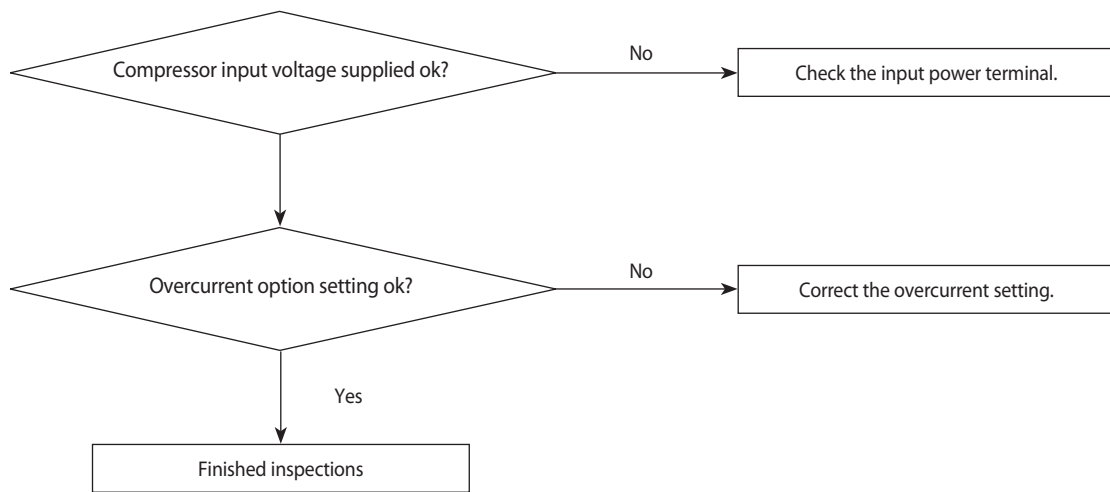 Compressor input voltage supplied ok?
No
Check the input power terminal.
Overcurrent option setting ok?
No
Correct the overcurrent setting.
Yes
Finished inspections